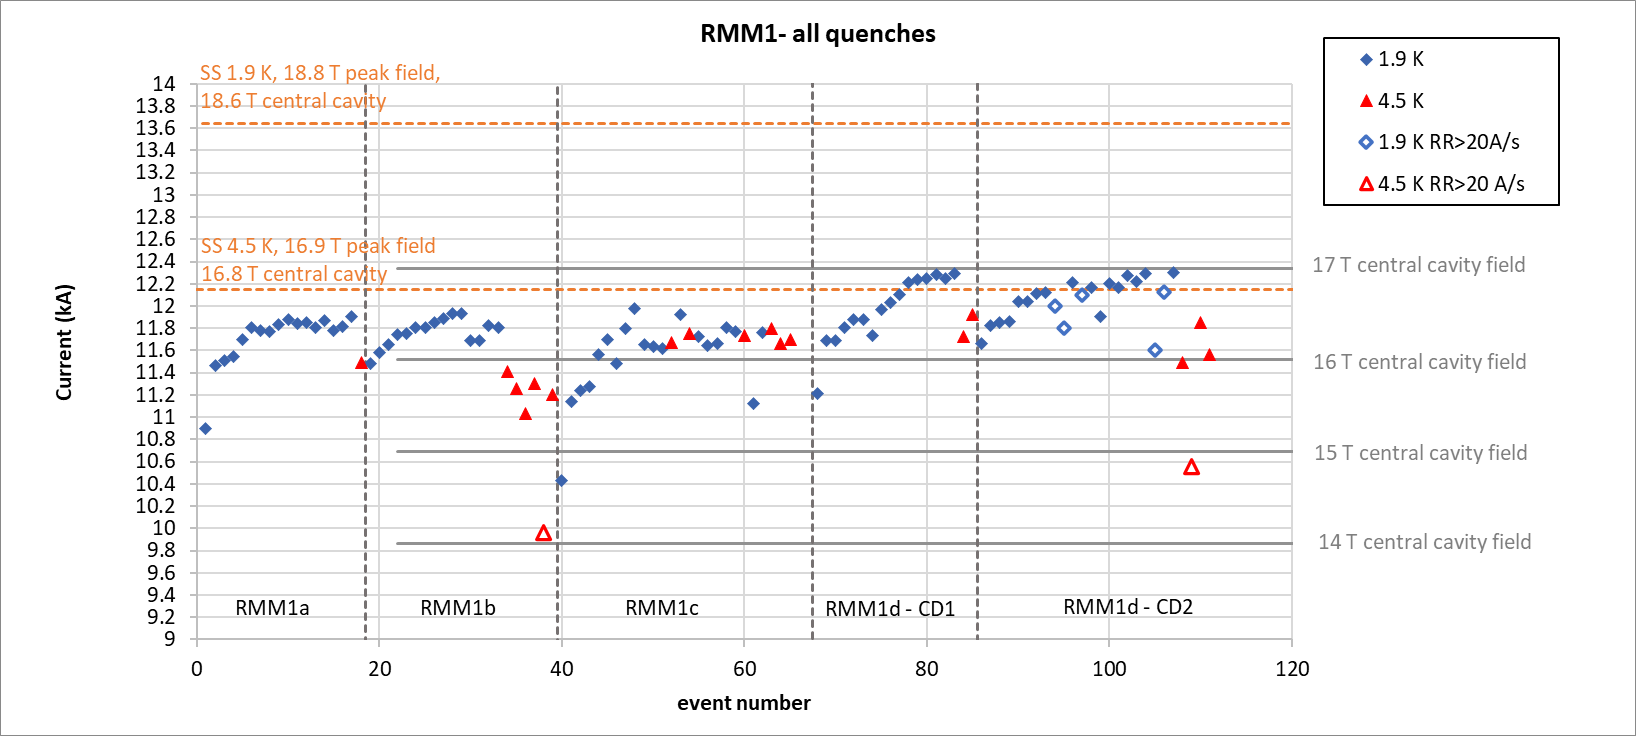 RMM1- all quenches
1.9 K
4.5 K
1.9 K RR>20A/s
4.5 K RR>20 A/s
SS 1.9 K, 18.8 T peak field,
18.6 T central cavity
SS 4.5 K, 16.9 T peak field
16.8 T central cavity
17 T central cavity field
16 T central cavity field
15 T central cavity field
14 T central cavity field
Current (kA)
14
13.8
13.6
13.4
13.2
13
12.8
12.6
12.4
12.2
12
11.8
11.6
11.4
11.2
11
10.8
10.6
10.4
10.2
10
9.8
9.6
9.4
9.2
9
RMM1a
RMM1b
RMM1c
RMM1d - CD1
RMM1d - CD2
0
20
40
60
80
100
120
event number